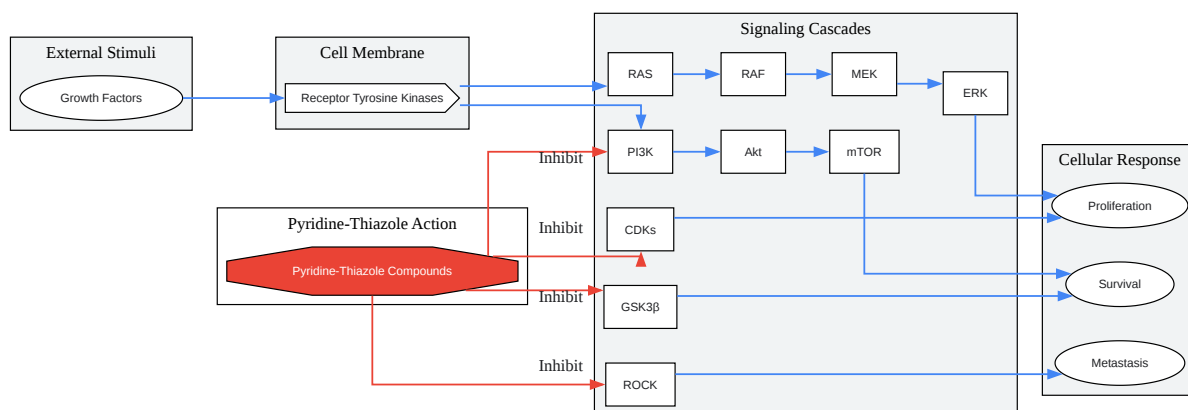 External Stimuli
Growth Factors
Cell Membrane
Receptor Tyrosine Kinases
Signaling Cascades
RAS
RAF
MEK
ERK
PI3K
Akt
mTOR
CDKs
GSK3β
ROCK
Inhibit
Inhibit
Inhibit
Inhibit
Pyridine-Thiazole Action
Pyridine-Thiazole Compounds
Cellular Response
Proliferation
Survival
Metastasis